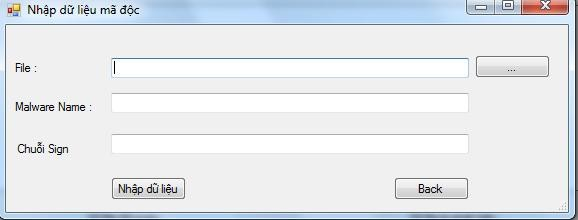 Nhập dữ liệu mã độc
File :
...
Malware Name :
Chuỗi Sign
Nhập dữ liệu
Back